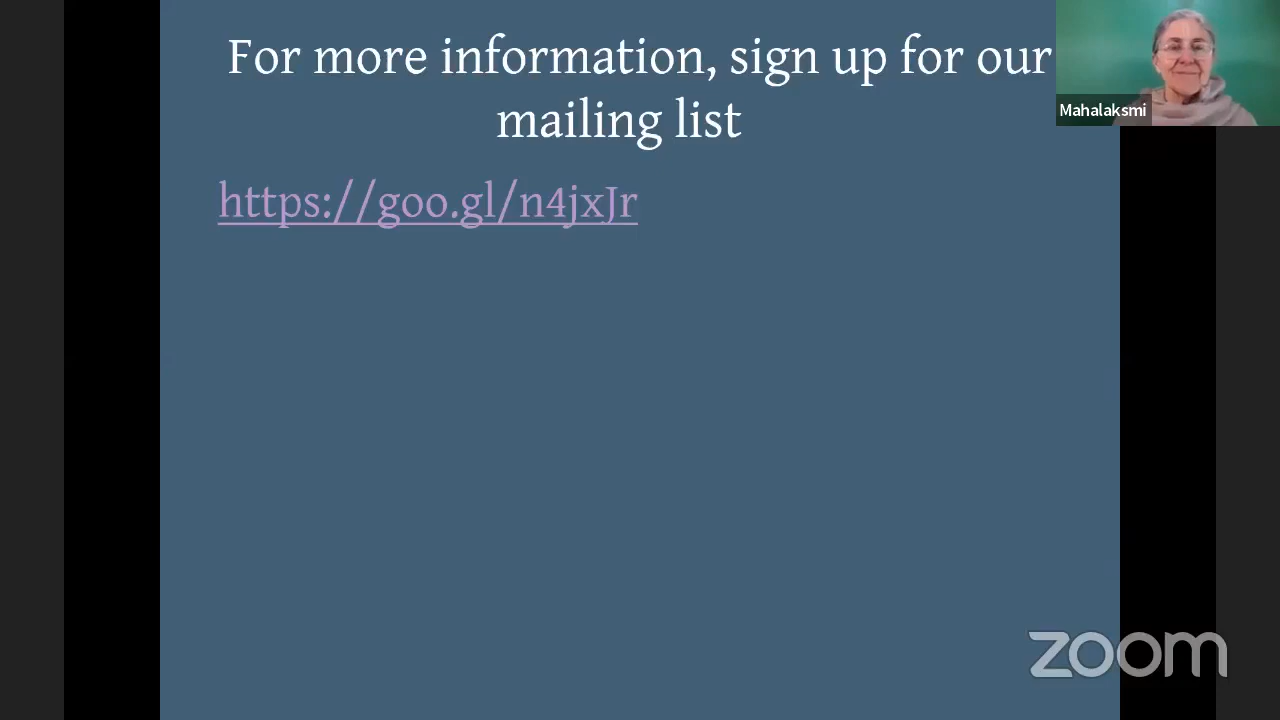 For more information, sign up for our
mailing list
https://goo.gl/n4jxJr
Mahalaksmi
zoom